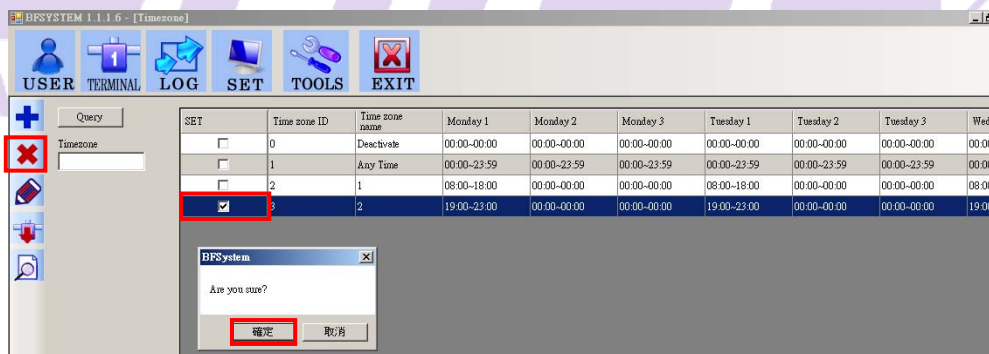 BFSYSTEM 1.1.1.6 - [Timezone]
USER TERMINAL LOG SET TOOLS EXIT
1
Query
Timezone
SET Time zone ID Time zone name Monday 1 Monday 2 Monday 3 Tuesday 1 Tuesday 2 Tuesday 3
0 Deactivate 00:00~00:00 00:00~00:00 00:00~00:00 00:00~00:00 00:00~00:00 00:00~00:00
1 Any Time 00:00~23:59 00:00~23:59 00:00~23:59 00:00~23:59 00:00~23:59 00:00~23:59
2 1 08:00~18:00 00:00~00:00 00:00~00:00 08:00~18:00 00:00~00:00 00:00~00:00
3 2 19:00~23:00 00:00~00:00 00:00~00:00 19:00~23:00 00:00~00:00 00:00~00:00
BFSystem
Are you sure?
確定 取消